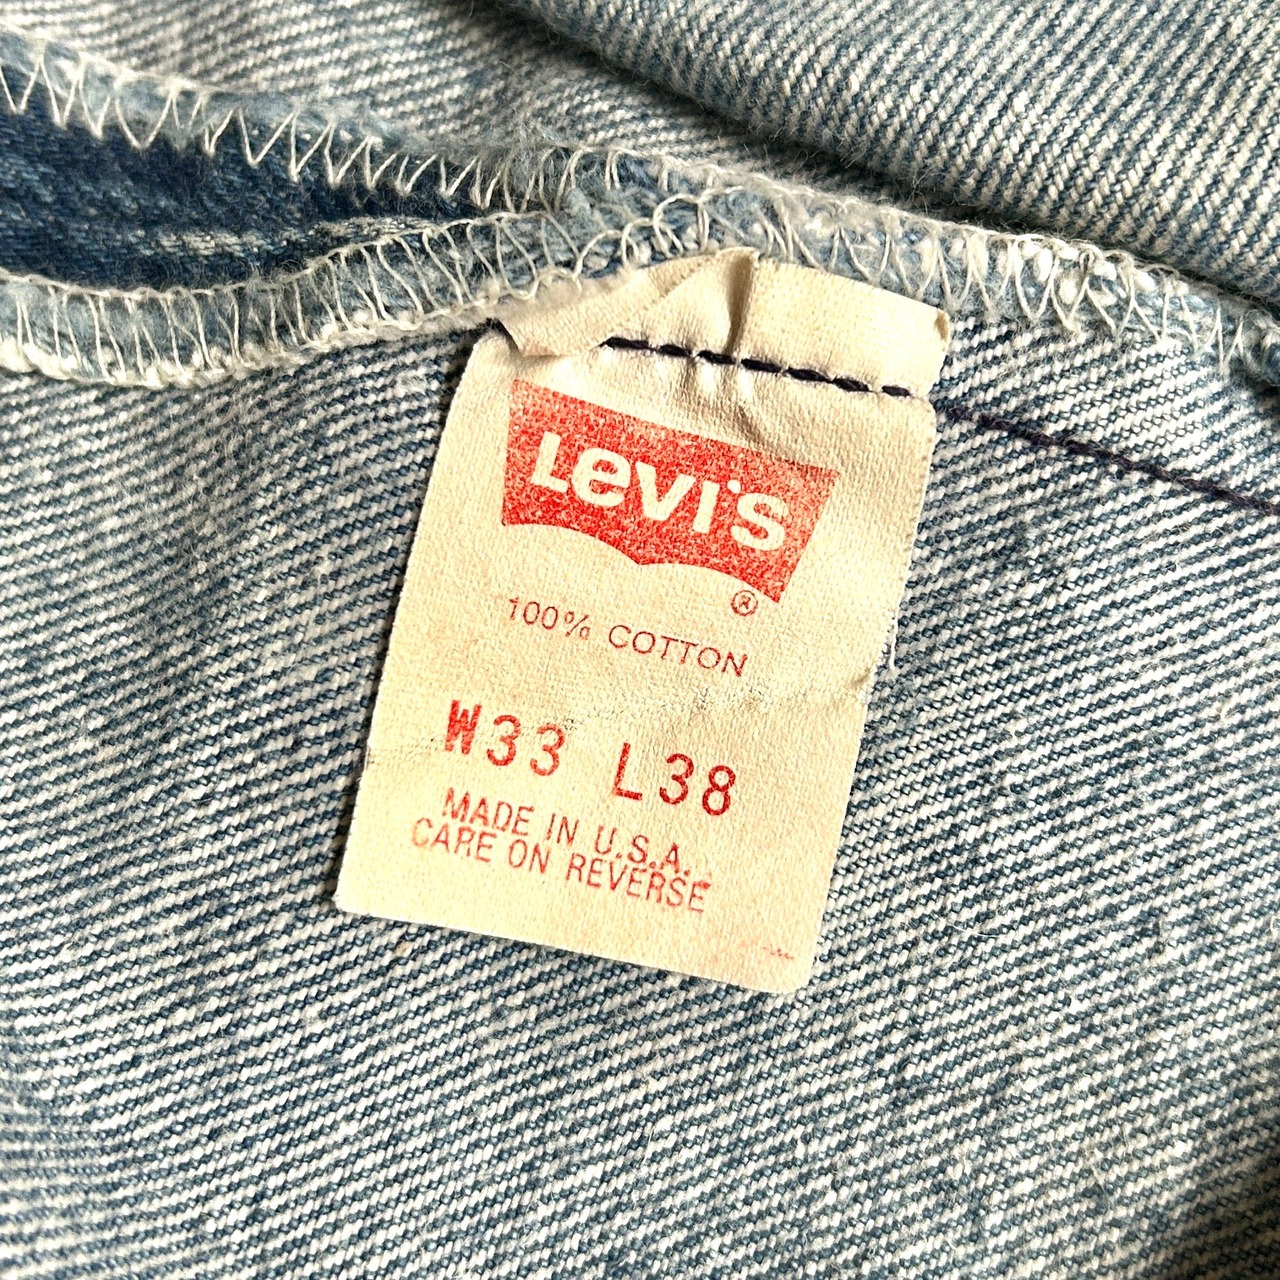 Levi's
®
100% COTTON
W33 L38
MADE IN U.S.A.
CARE ON REVERSE